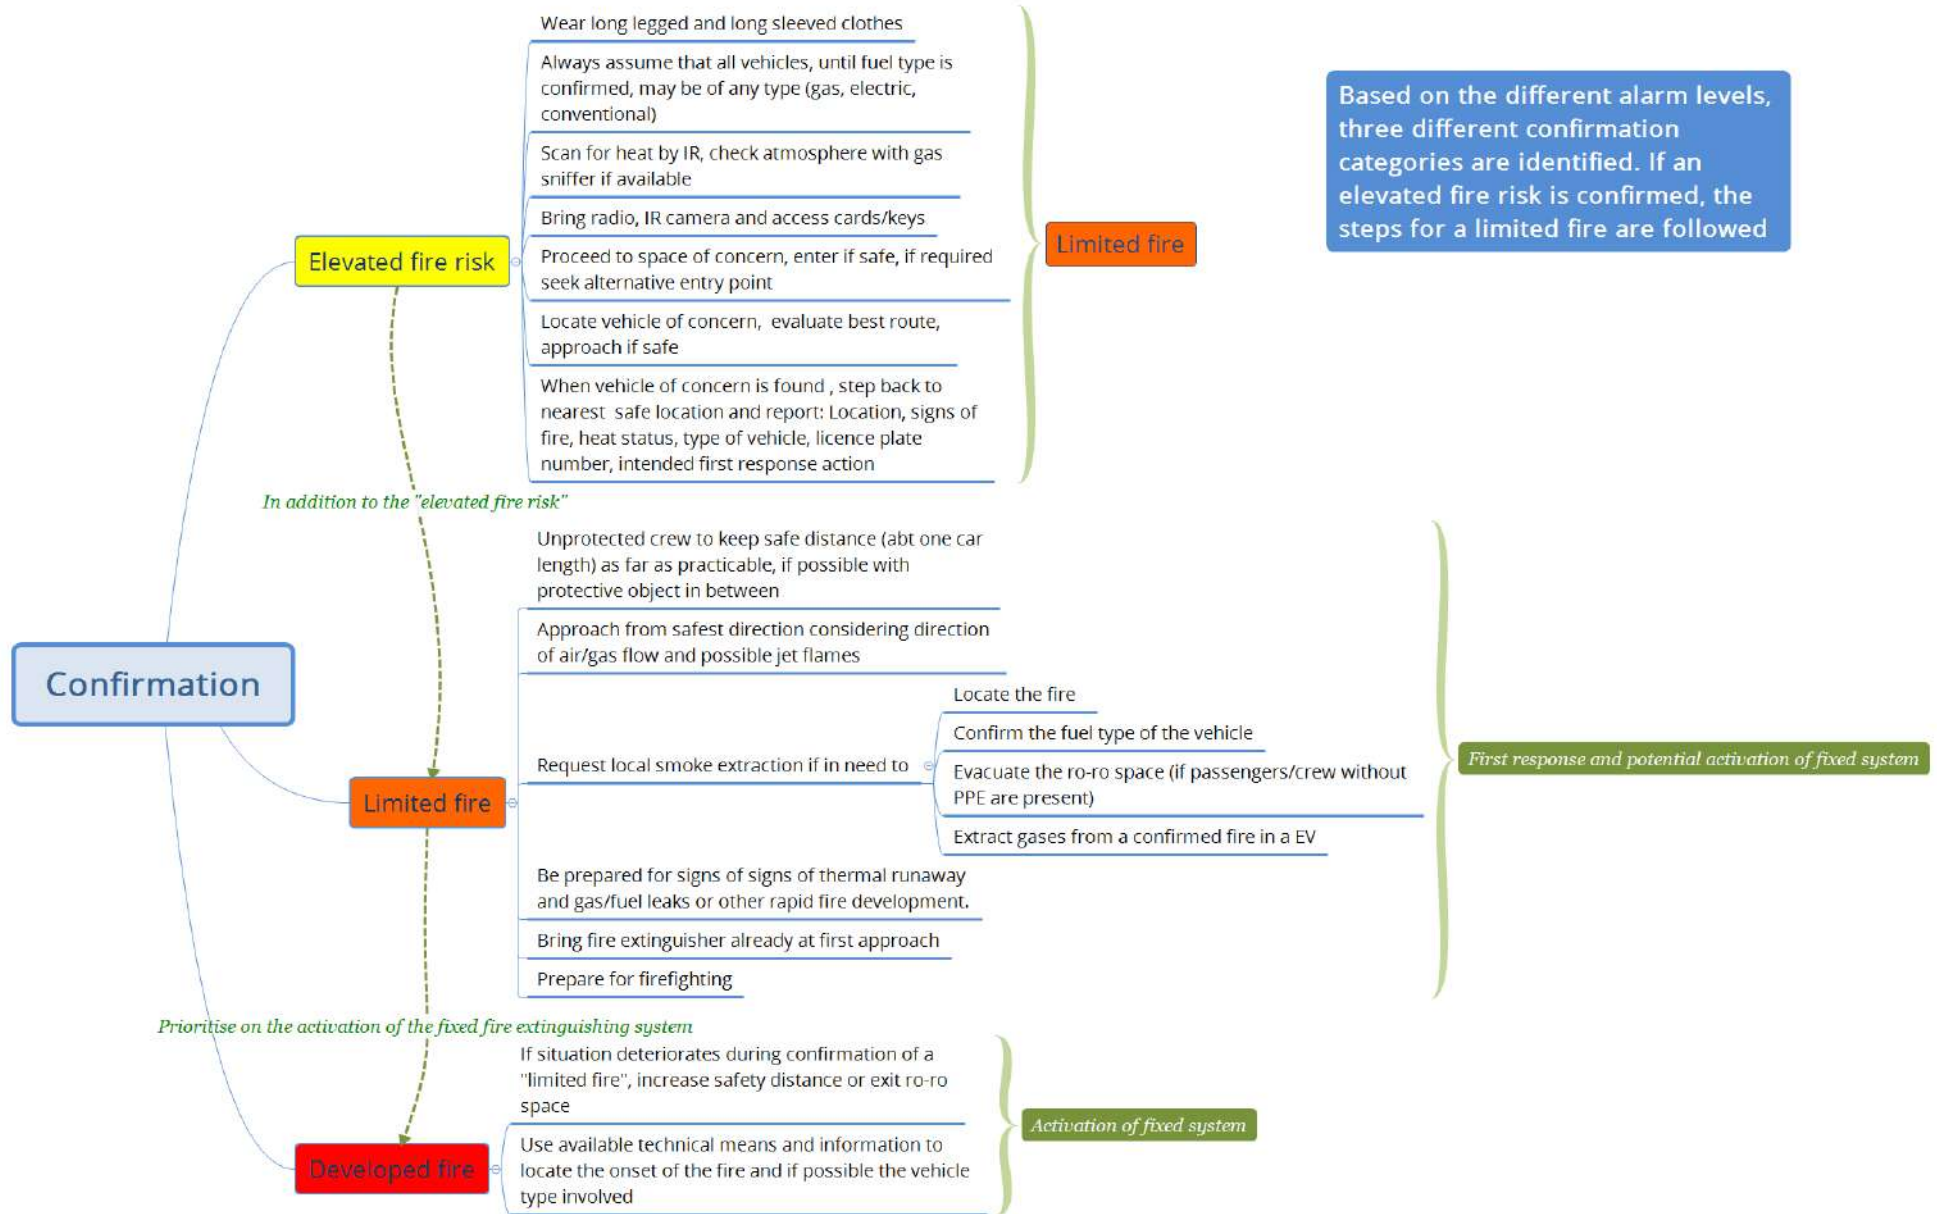 Wear long legged and long sleeved clothes
Always assume that all vehicles, until fuel type is
confirmed, may be of any type (gas, electric,
conventional)
Scan for heat by IR, check atmosphere with gas
sniffer if available
Bring radio, IR camera and access cards/keys
Elevated fire risk
Proceed to space of concern, enter if safe, if required
seek alternative entry point
Locate vehicle of concern, evaluate best route,
approach if safe
When vehicle of concern is found , step back to
nearest safe location and report: Location, signs of
fire, heat status, type of vehicle, licence plate
number, intended first response action
Limited fire
Based on the different alarm levels,
three different confirmation
categories are identified. If an
elevated fire risk is confirmed, the
steps for a limited fire are followed
In addition to the "elevated fire risk"
Unprotected crew to keep safe distance (abt one car
length) as far as practicable, if possible with
protective object in between
Approach from safest direction considering direction
of air/gas flow and possible jet flames
Confirmation
Limited fire
Request local smoke extraction if in need to
Locate the fire
Confirm the fuel type of the vehicle
Evacuate the ro-ro space (if passengers/crew without
PPE are present)
Extract gases from a confirmed fire in a EV
First response and potential activation of fixed system
Be prepared for signs of signs of thermal runaway
and gas/fuel leaks or other rapid fire development.
Bring fire extinguisher already at first approach
Prepare for firefighting
Prioritise on the activation of the fixed fire extinguishing system
If situation deteriorates during confirmation of a
"limited fire", increase safety distance or exit ro-ro
space
Developed fire
Use available technical means and information to
locate the onset of the fire and if possible the vehicle
type involved
Activation of fixed system